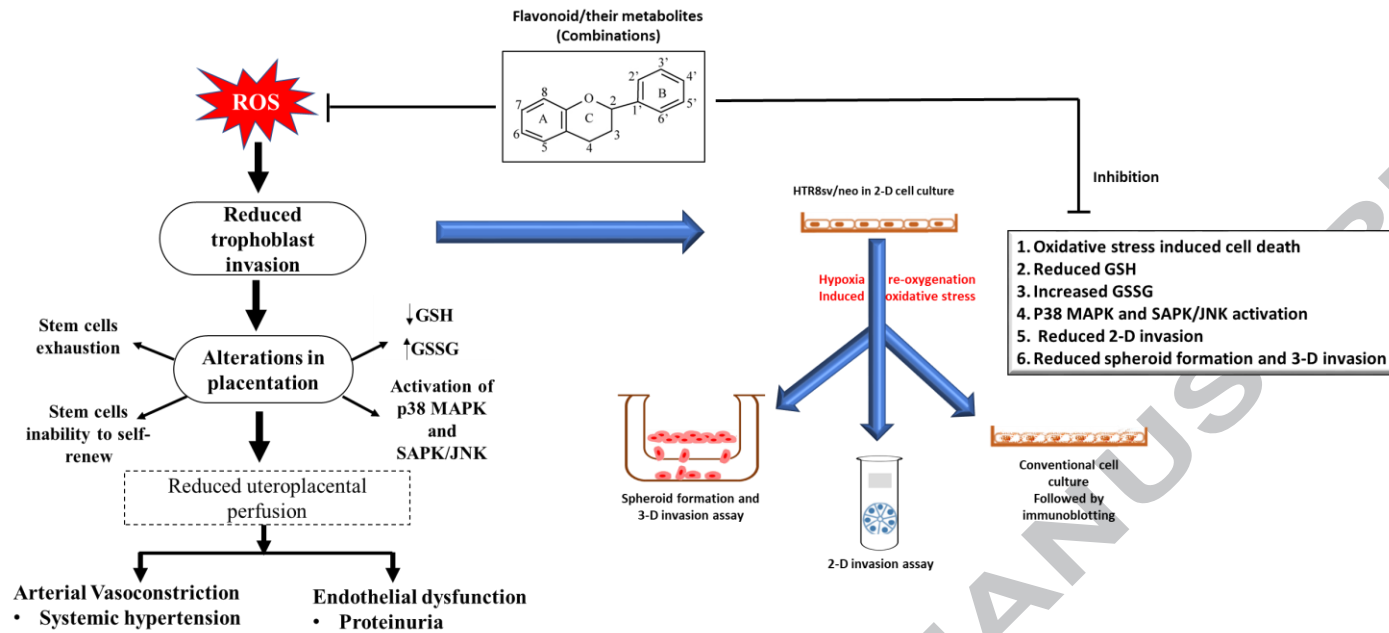 Flavonoid/their metabolites
(Combinations)
ROS
8
7
6
5
A
O
C
2
3
4
1'
2'
3'
4'
5'
6'
B
Inhibition
Reduced
trophoblast
invasion
HTR8sv/neo in 2-D cell culture
1. Oxidative stress induced cell death
2. Reduced GSH
3. Increased GSSG
4. P38 MAPK and SAPK/JNK activation
5. Reduced 2-D invasion
6. Reduced spheroid formation and 3-D invasion
Hypoxia re-oxygenation
Induced oxidative stress
Stem cells
exhaustion
↓GSH
↑GSSG
Alterations in
placentation
Stem cells
inability to self-
renew
Activation of
p38 MAPK
and
SAPK/JNK
Reduced uteroplacental
perfusion
Spheroid formation and
3-D invasion assay
2-D invasion assay
Conventional cell
culture
Followed by
immunoblotting
Arterial Vasoconstriction
• Systemic hypertension
Endothelial dysfunction
• Proteinuria